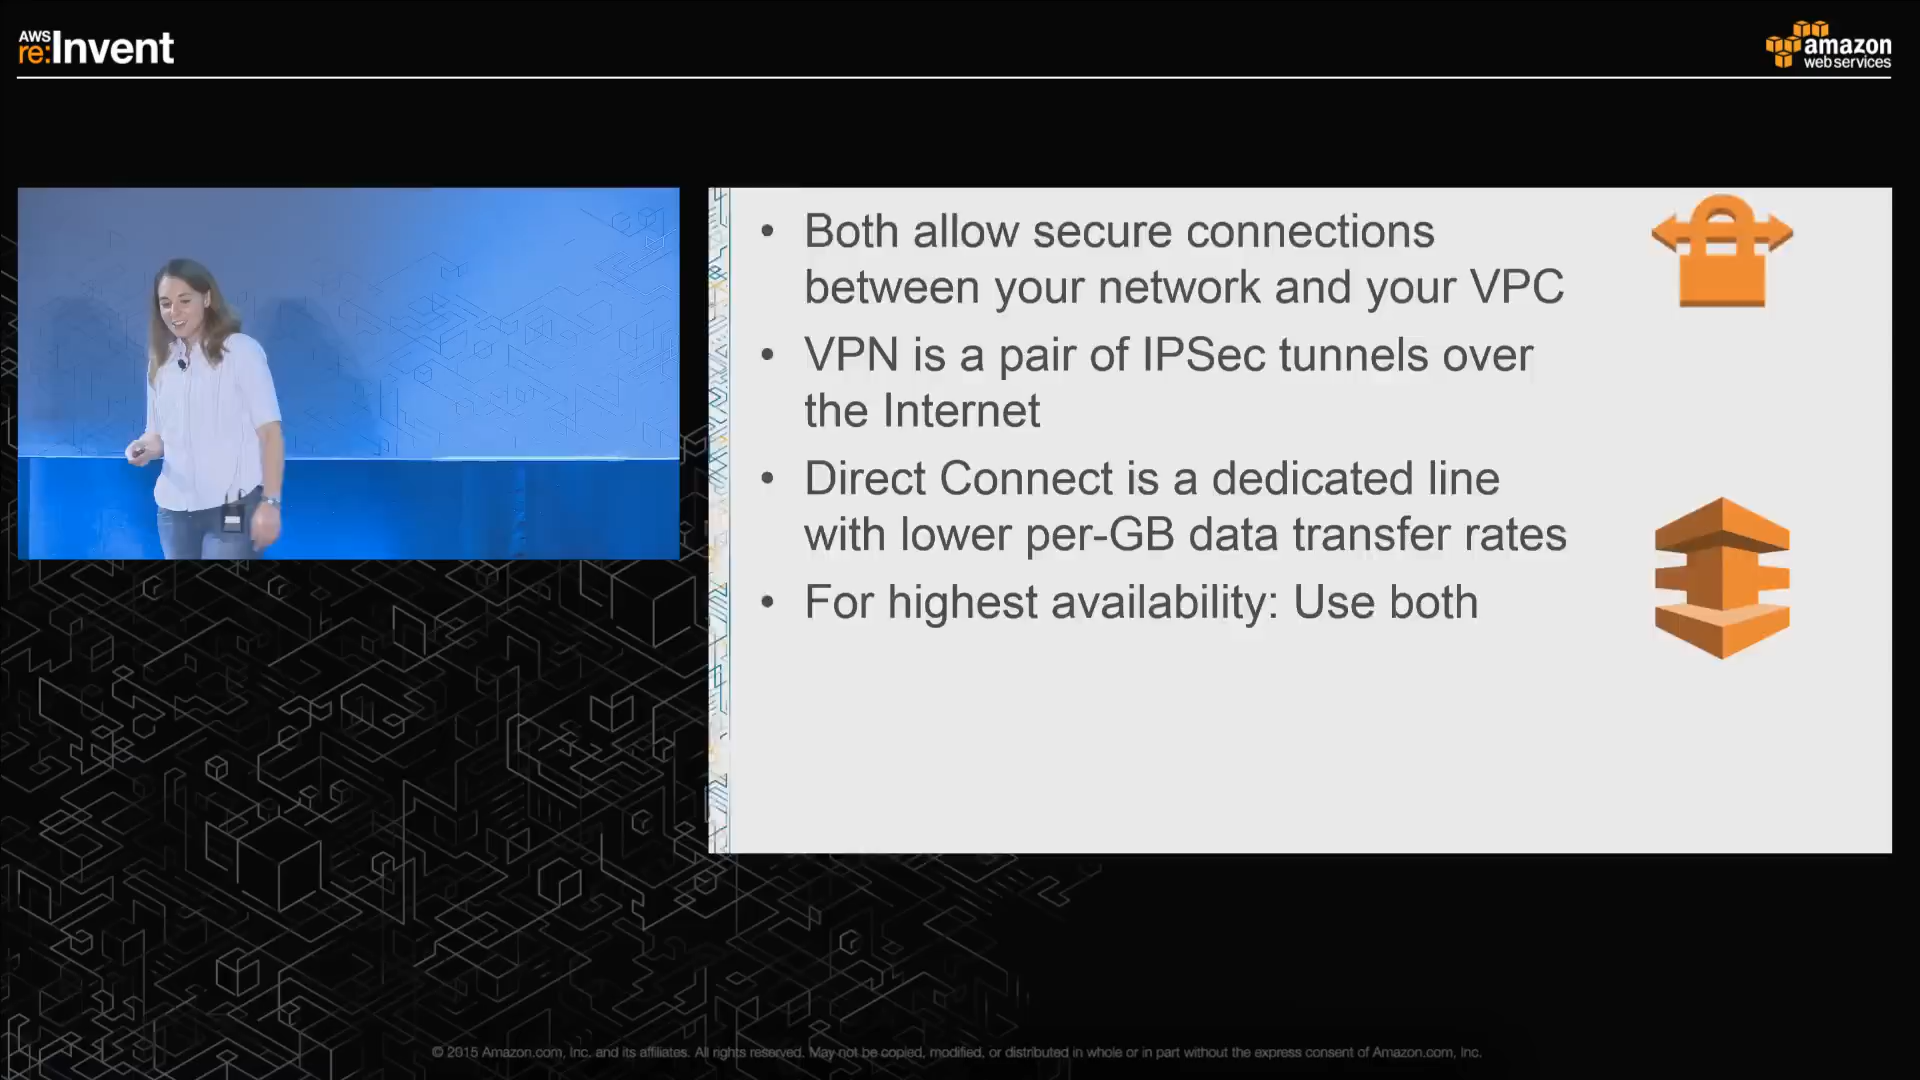 AWS
re:Invent
amazon
web services
• Both allow secure connections
between your network and your VPC
• VPN is a pair of IPSec tunnels over
the Internet
• Direct Connect is a dedicated line
with lower per-GB data transfer rates
• For highest availability: Use both
© 2015 Amazon.com, Inc. and its affiliates. All rights reserved. May not be copied, modified, or distributed in whole or in part without the express consent of Amazon.com, Inc.